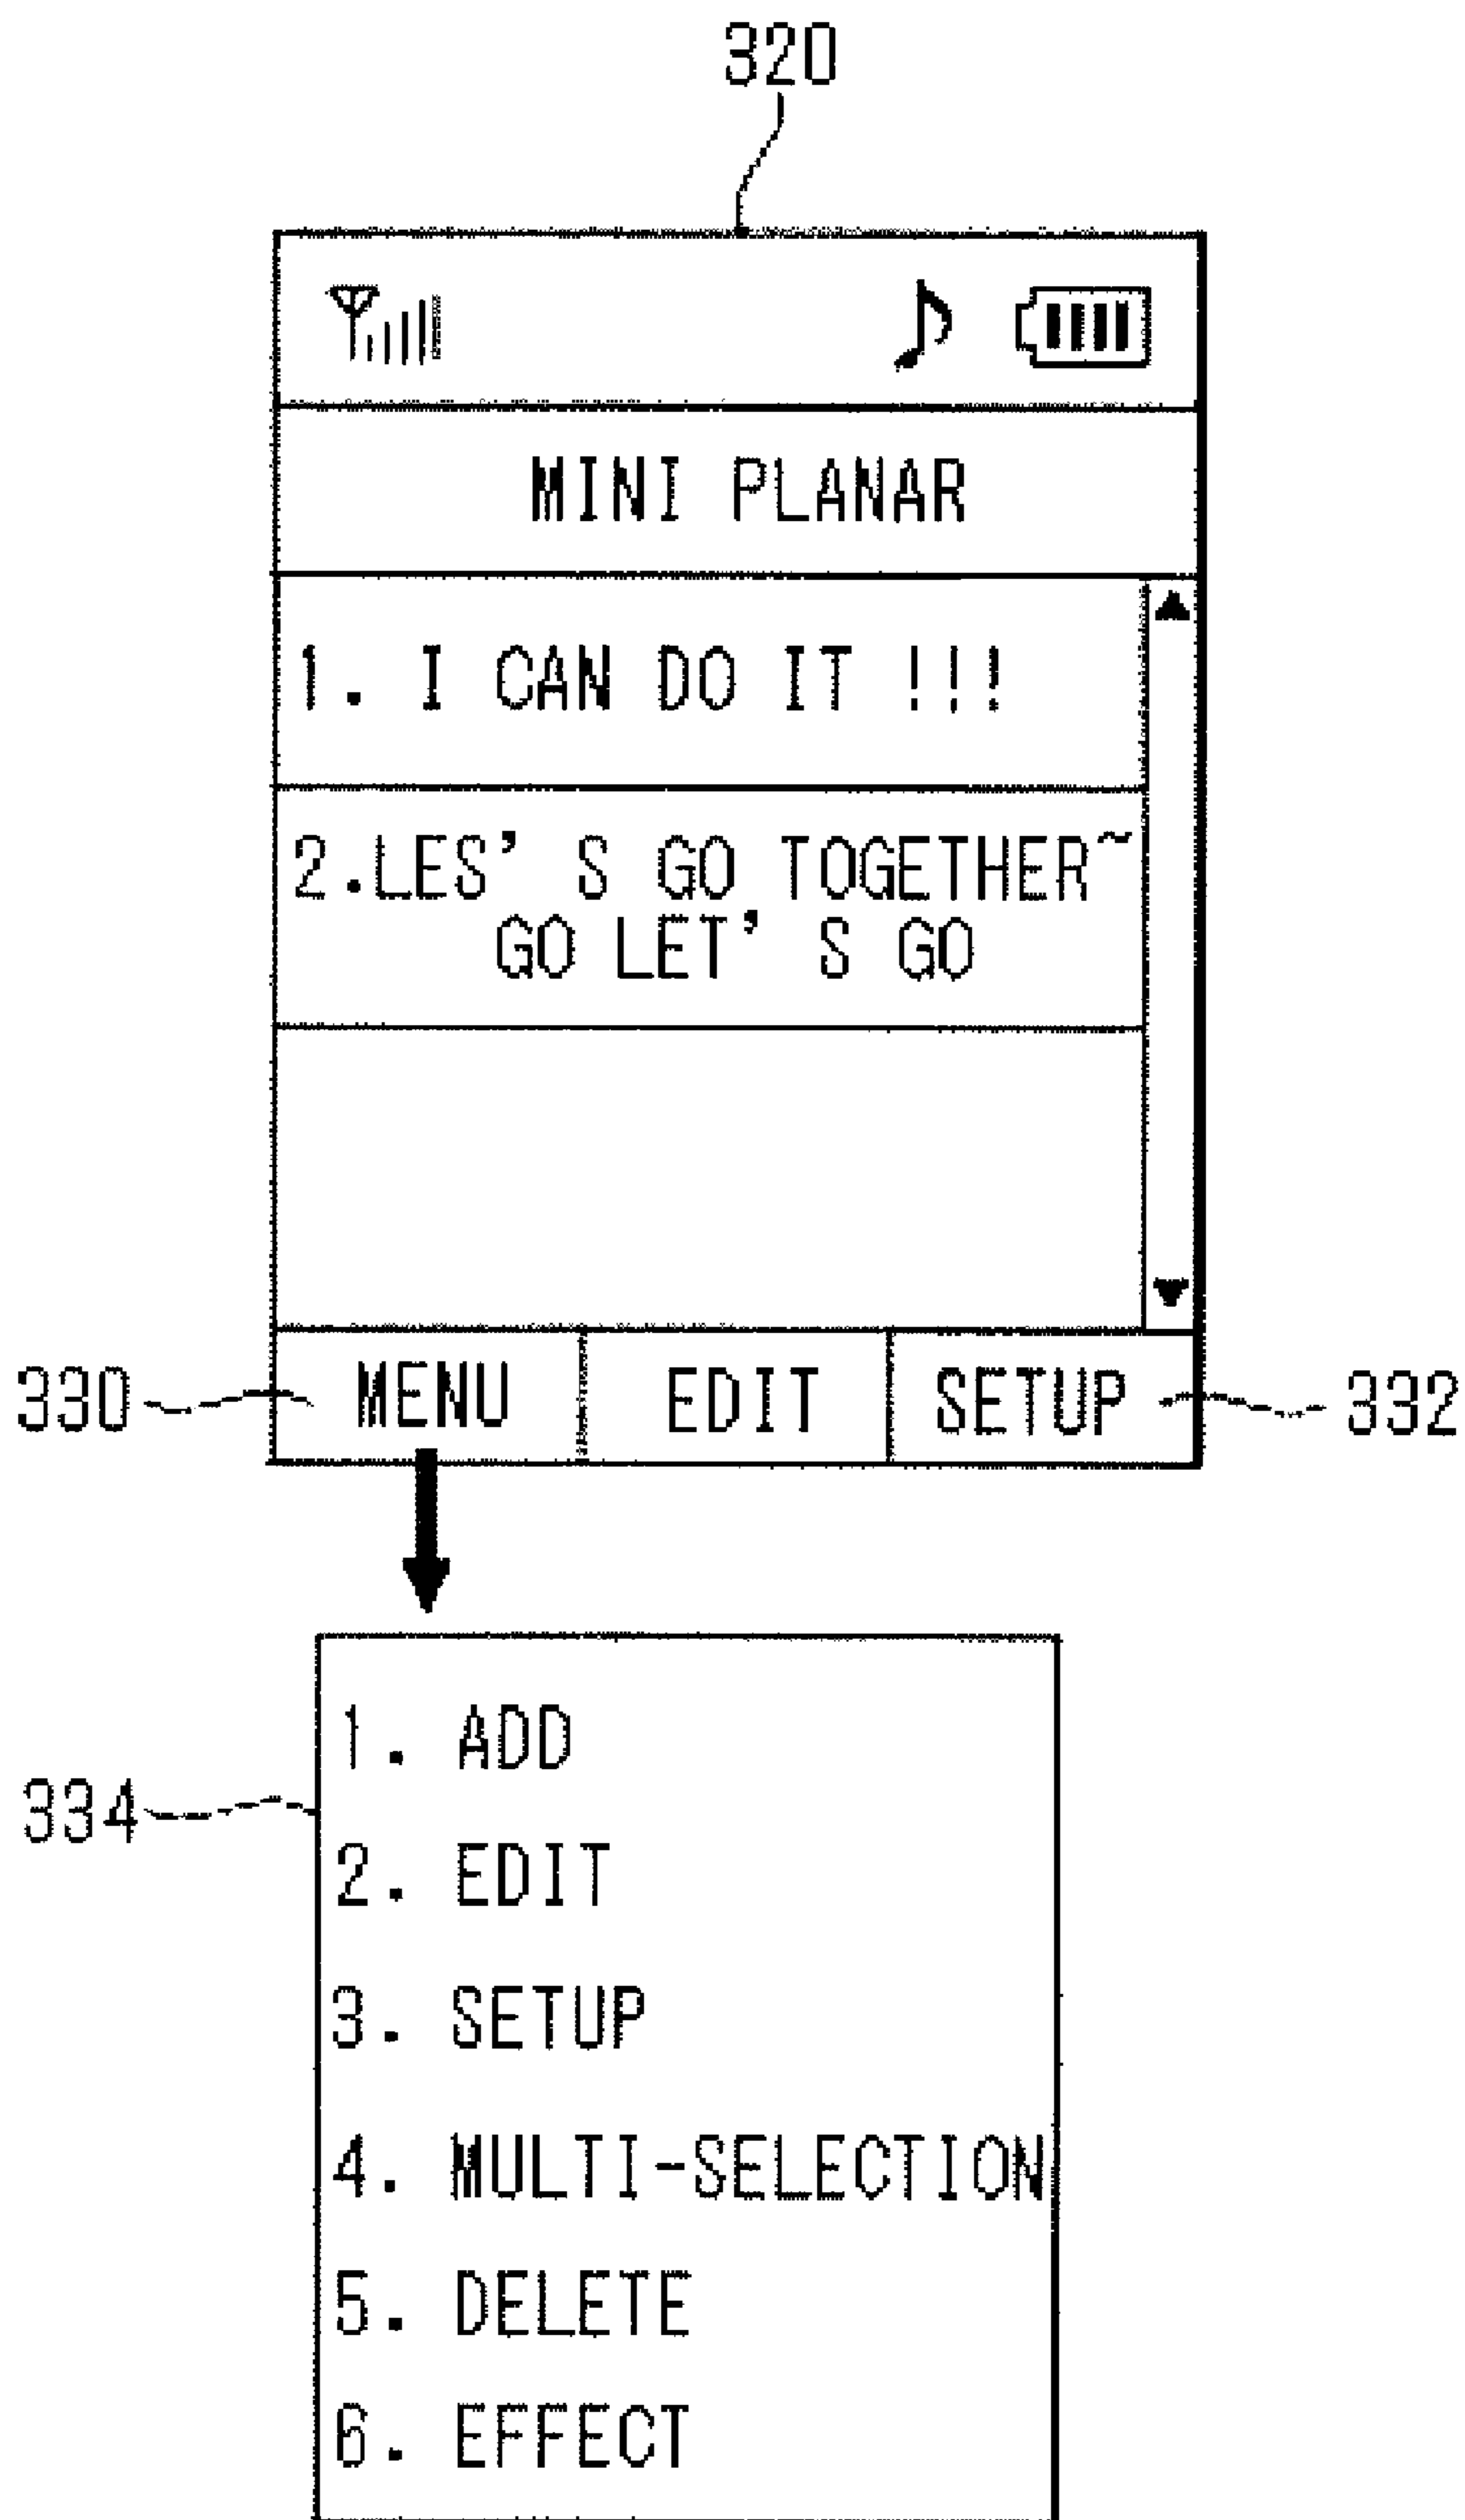 320
MINI PLANAR
1. I CAN DO IT !!!
2.LES’ S GO TOGETHER~
GO LET’ S GO
330 MENU EDIT SETUP 332
1. ADD
334
2. EDIT
3. SETUP
4. MULTI-SELECTION
5. DELETE
6. EFFECT